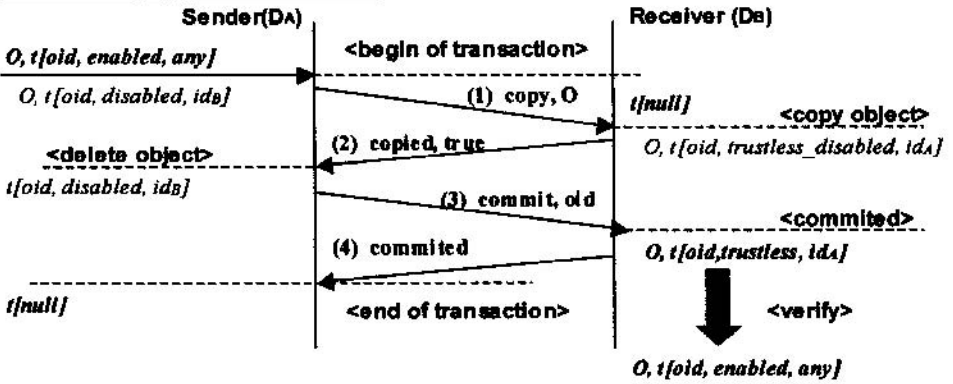 Sender(DA)
Receiver (DB)
O, t[oid, enabled, any]
<begin of transaction>
O, t[oid, disabled, idB]
(1) copy, O
t[null]
<copy object>
<delete object>
(2) copied, true
O, t[oid, trustless_disabled, idA]
t[oid, disabled, idB]
(3) commit, oid
<commited>
(4) commited
O, t[oid,trustless, idA]
t[null]
<end of transaction>
<verify>
O, t[oid, enabled, any]